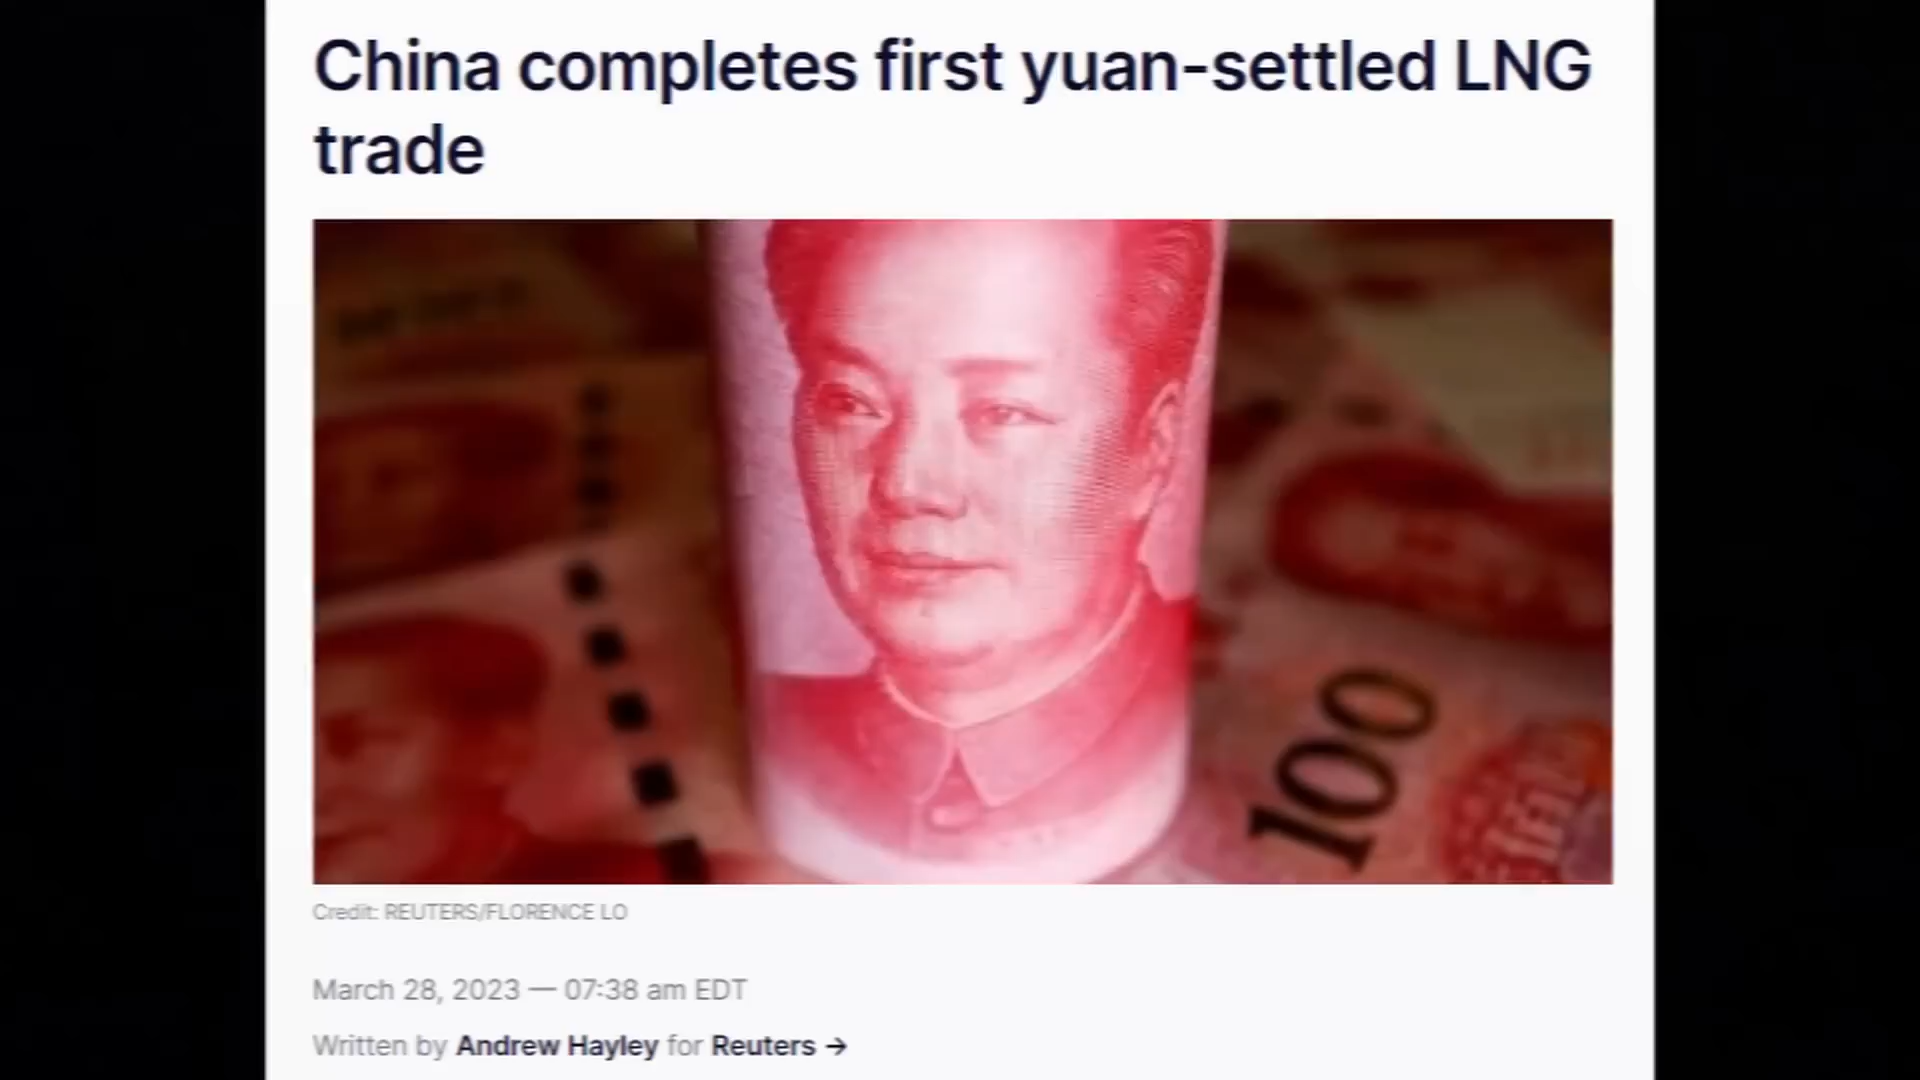 China completes first yuan-settled LNG
trade
100
Credit: REUTERS/FLORENCE LO
March 28, 2023 — 07:38 am EDT
Written by Andrew Hayley for Reuters →